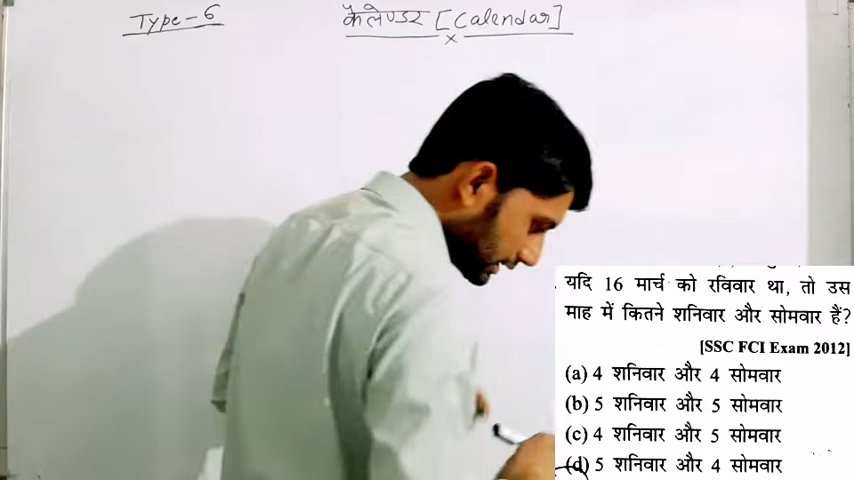 Type-6
कैलेण्डर [Calendar]
x
यदि 16 मार्च को रविवार था, तो उस
माह में कितने शनिवार और सोमवार हैं?
[SSC FCI Exam 2012]
(a) 4 शनिवार और 4 सोमवार
(b) 5 शनिवार और 5 सोमवार
(c) 4 शनिवार और 5 सोमवार
(d) 5 शनिवार और 4 सोमवार